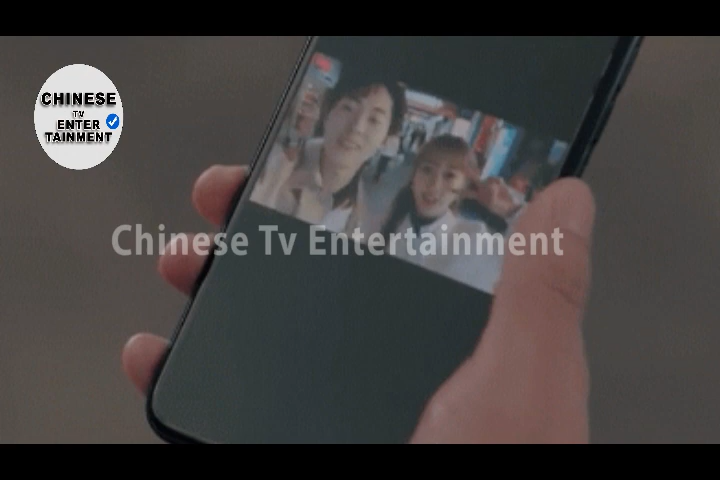 CHINESE
TV
ENTER
TAINMENT
Chinese Tv Entertainment